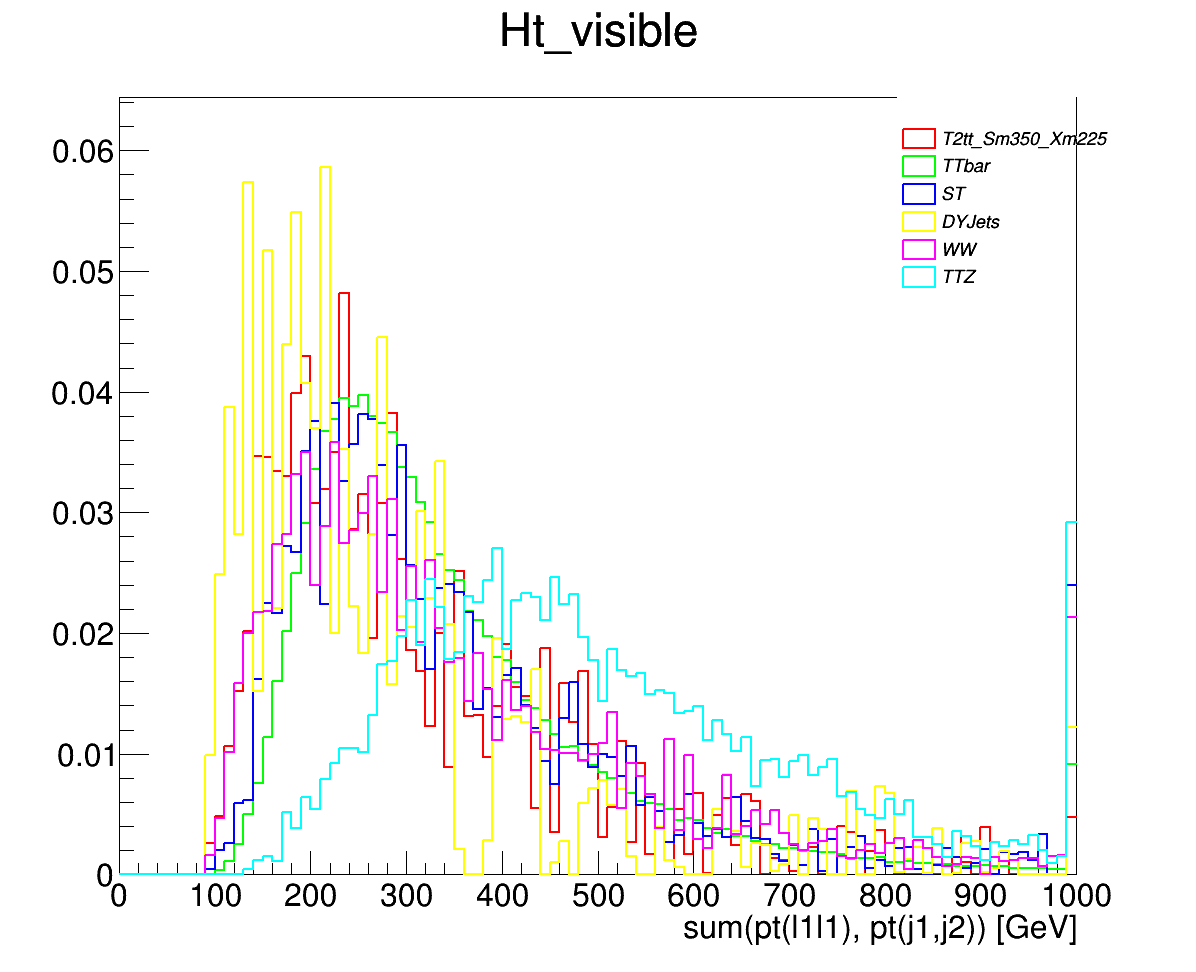 Ht_visible
T2tt_Sm350_Xm225
TTbar
ST
DYJets
WW
TTZ
0.06
0.05
0.04
0.03
0.02
0.01
0
0 100 200 300 400 500 600 700 800 900 1000
sum(pt(l1l1), pt(j1,j2)) [GeV]